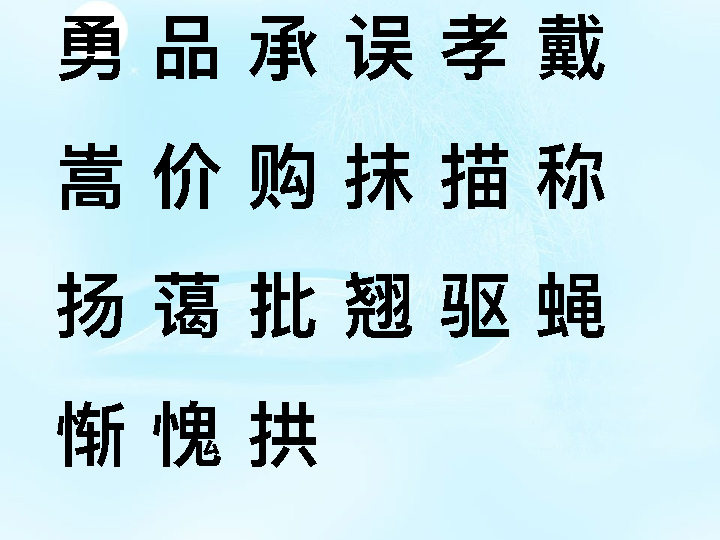 勇 品 承 误 孝 戴
嵩 价 购 抹 描 称
扬 蔼 批 翘 驱 蝇
惭 愧 拱